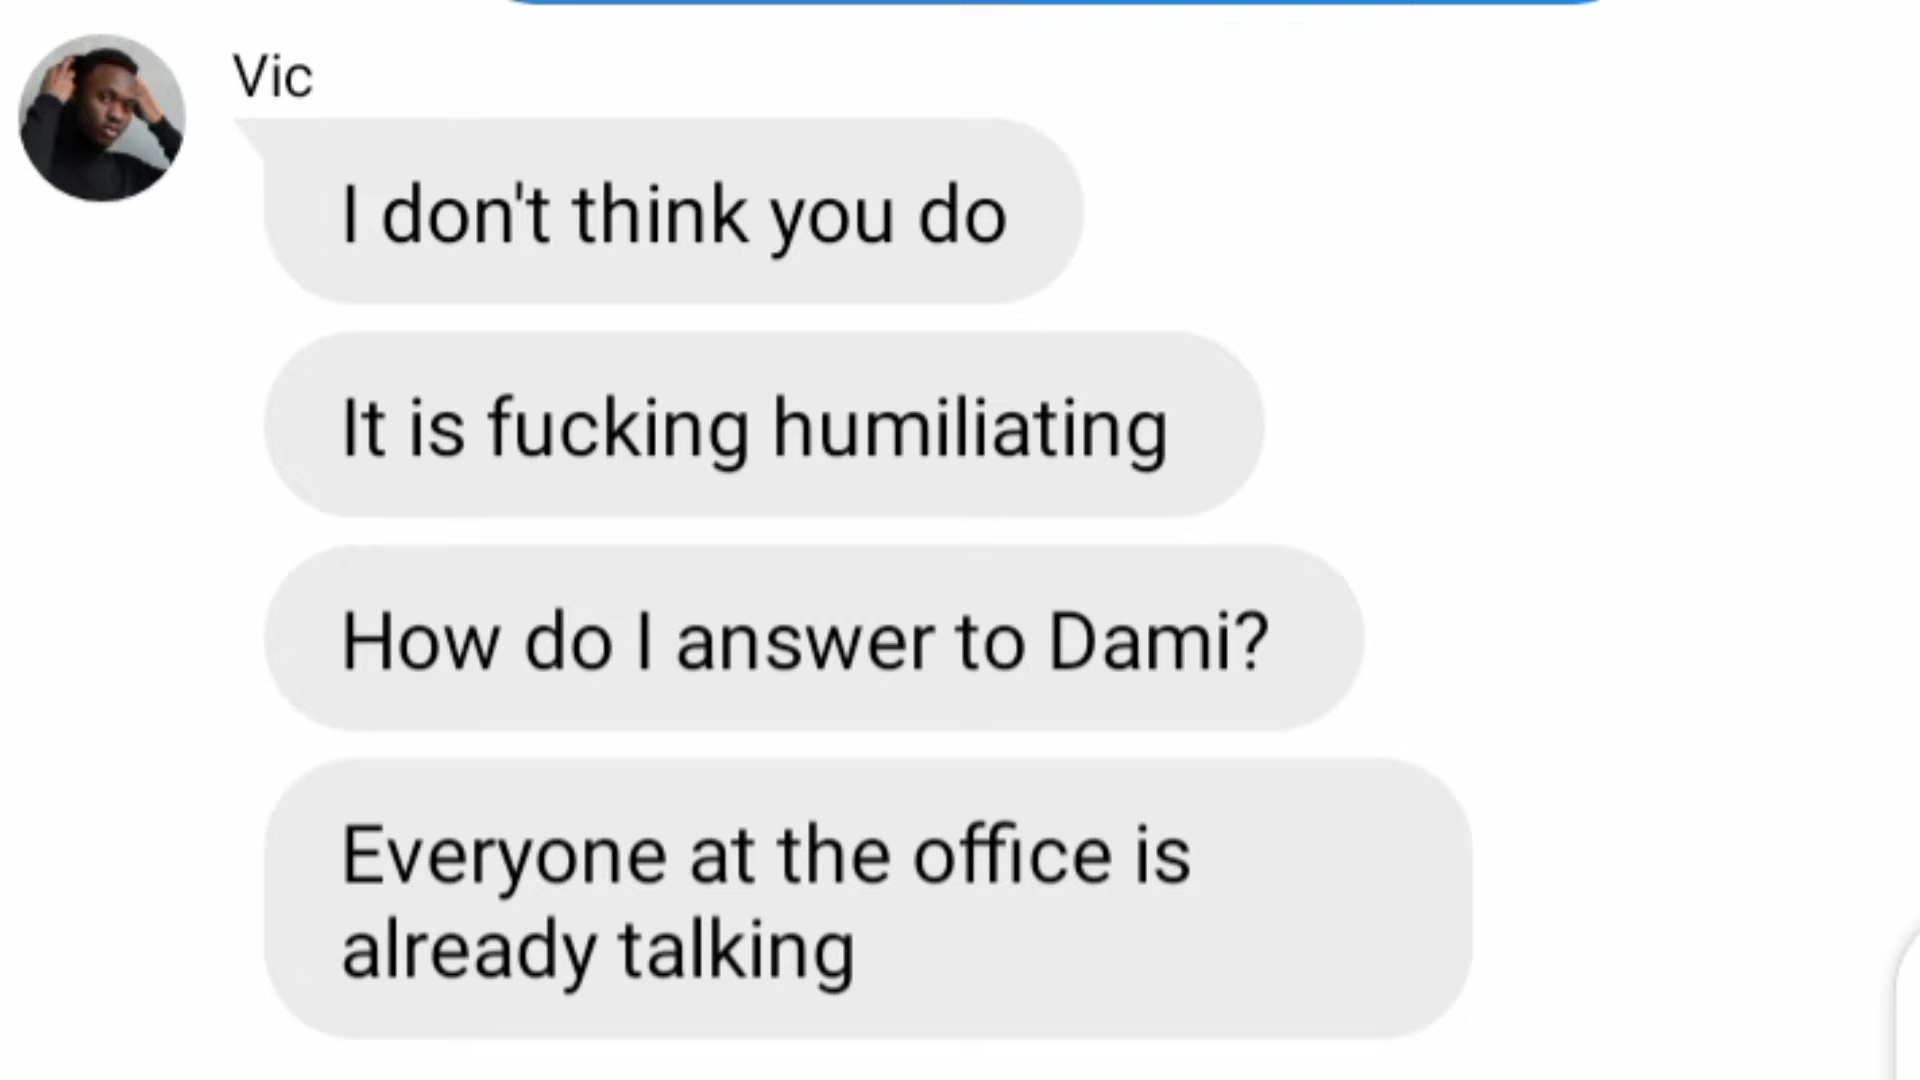 Vic
I don't think you do
It is fucking humiliating
How do I answer to Dami?
Everyone at the office is
already talking